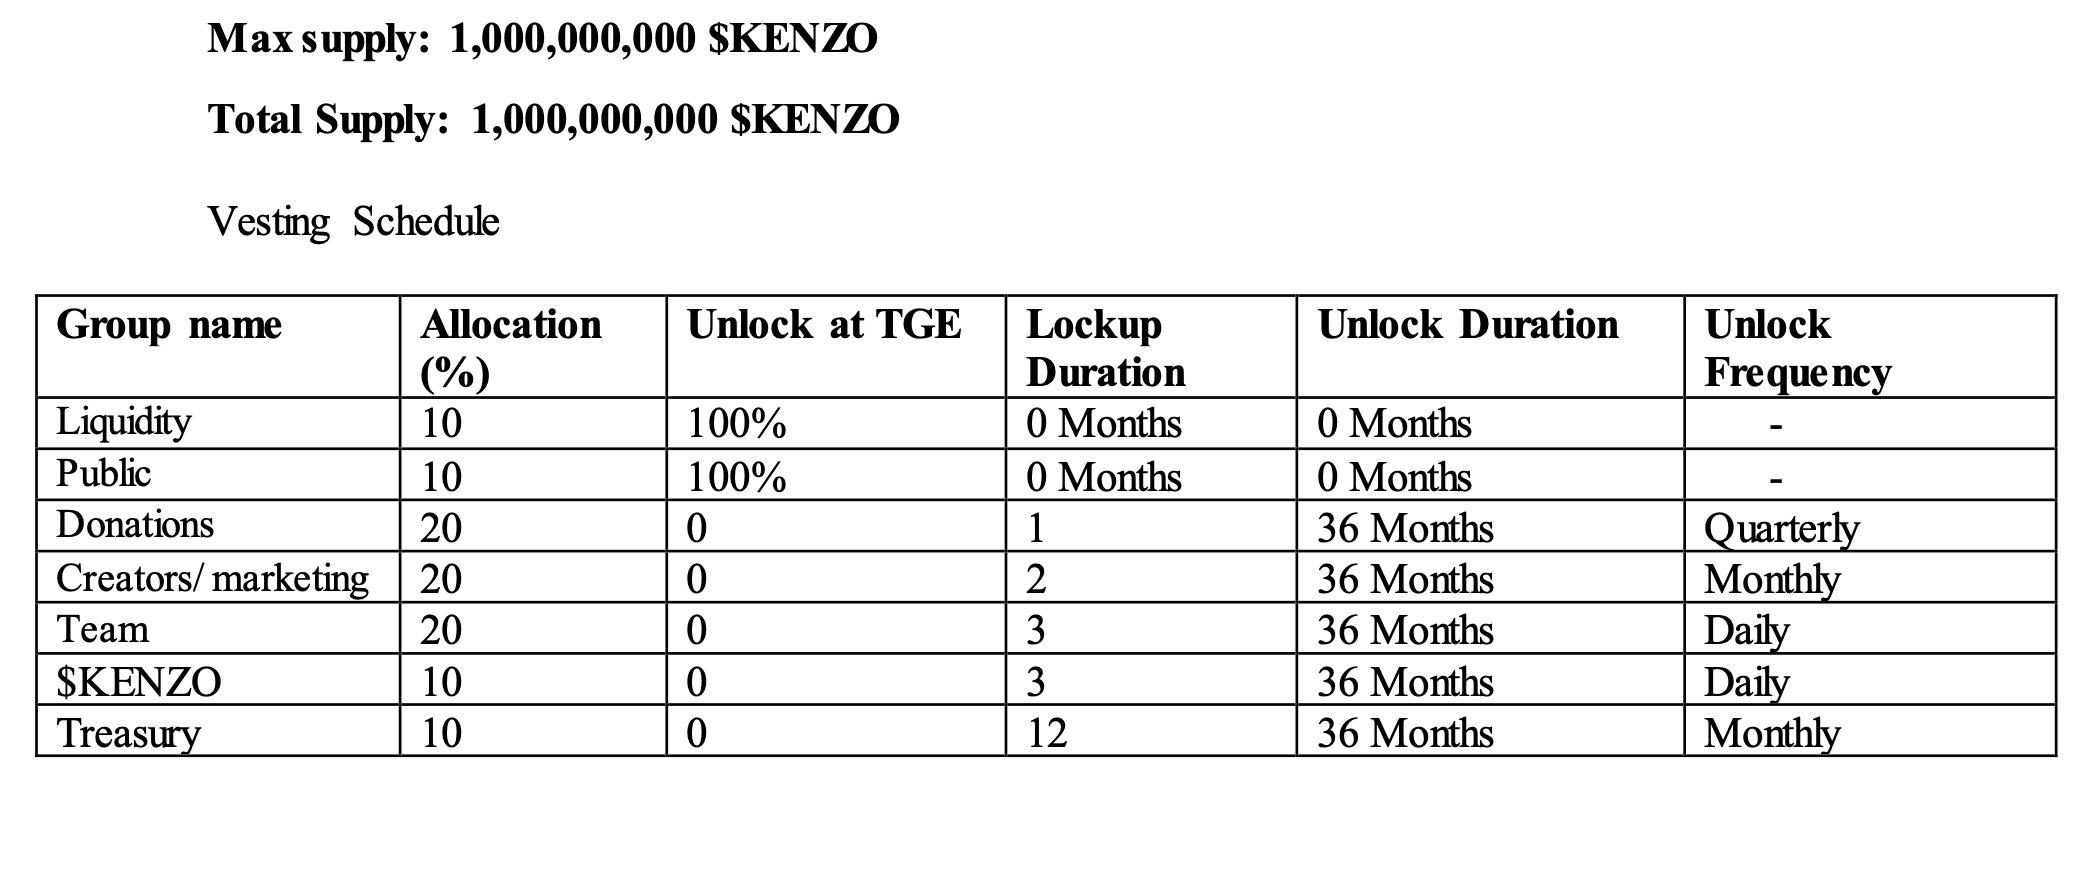 Max supply: 1,000,000,000 $KENZO
Total Supply: 1,000,000,000 $KENZO
Vesting Schedule
Group name Allocation (%) Unlock at TGE Lockup Duration Unlock Duration Unlock Frequency
Liquidity 10 100% 0 Months 0 Months -
Public 10 100% 0 Months 0 Months -
Donations 20 0 1 36 Months Quarterly
Creators/ marketing 20 0 2 36 Months Monthly
Team 20 0 3 36 Months Daily
$KENZO 10 0 3 36 Months Daily
Treasury 10 0 12 36 Months Monthly